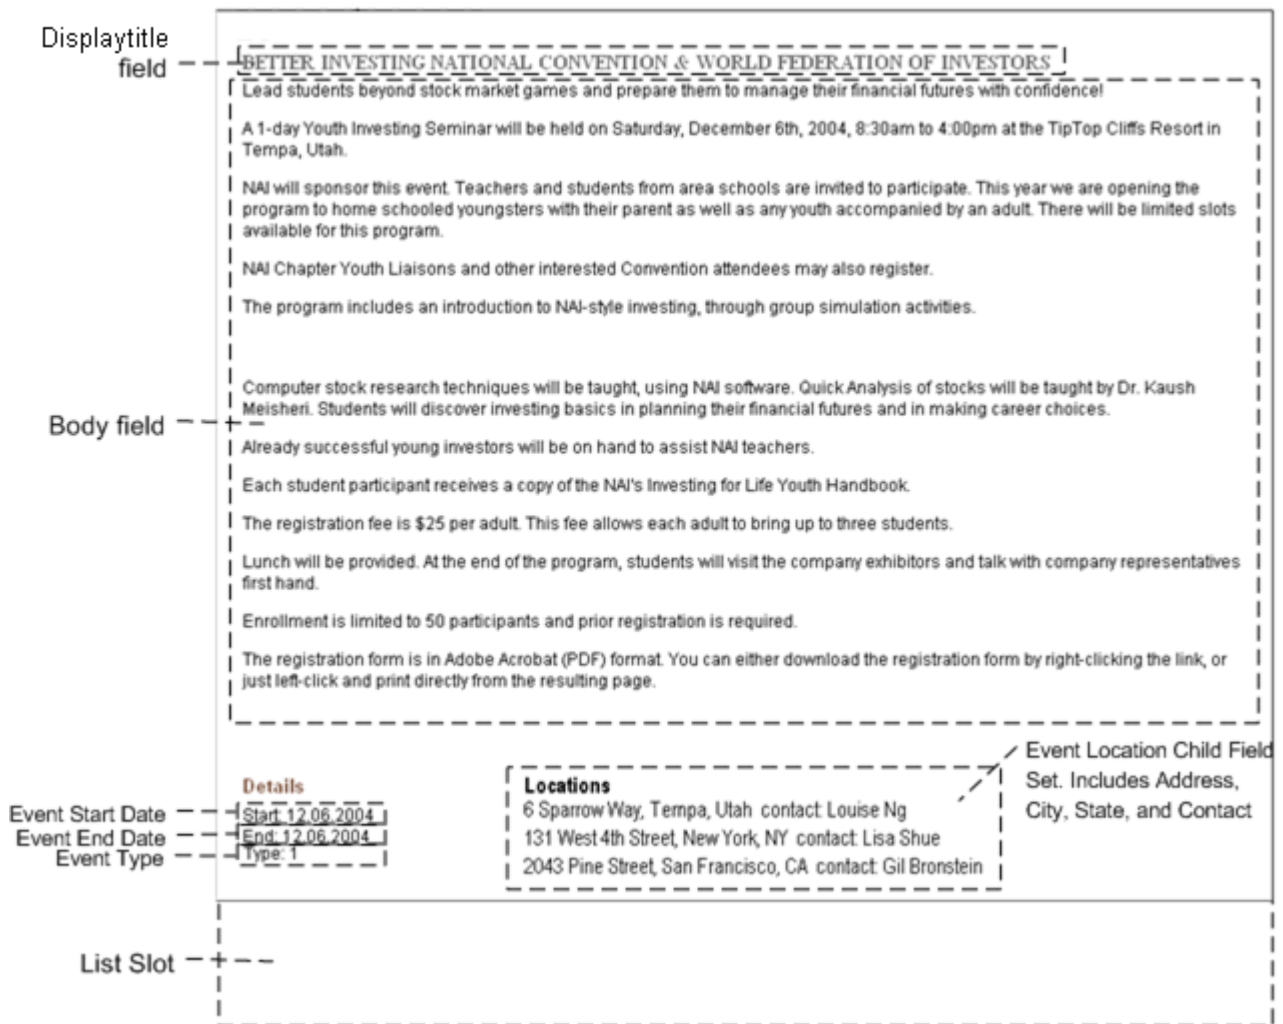 Displaytitle
field
BETTER INVESTING NATIONAL CONVENTION & WORLD FEDERATION OF INVESTORS
Lead students beyond stock market games and prepare them to manage their financial futures with confidence!
A 1-day Youth Investing Seminar will be held on Saturday, December 6th, 2004, 8:30am to 4:00pm at the TipTop Cliffs Resort in
Tempa, Utah.
NAI will sponsor this event. Teachers and students from area schools are invited to participate. This year we are opening the
program to home schooled youngsters with their parent as well as any youth accompanied by an adult. There will be limited slots
available for this program.
NAI Chapter Youth Liaisons and other interested Convention attendees may also register.
The program includes an introduction to NAI-style investing, through group simulation activities.
Computer stock research techniques will be taught, using NAI software. Quick Analysis of stocks will be taught by Dr. Kaush
Meisheri. Students will discover investing basics in planning their financial futures and in making career choices.
Body field
Already successful young investors will be on hand to assist NAI teachers.
Each student participant receives a copy of the NAI's Investing for Life Youth Handbook.
The registration fee is $25 per adult. This fee allows each adult to bring up to three students.
Lunch will be provided. At the end of the program, students will visit the company exhibitors and talk with company representatives
first hand.
Enrollment is limited to 50 participants and prior registration is required.
The registration form is in Adobe Acrobat (PDF) format. You can either download the registration form by right-clicking the link, or
just left-click and print directly from the resulting page.
Event Location Child Field
Set. Includes Address,
City, State, and Contact
Details
Event Start Date
Start: 12.06.2004
Event End Date
End: 12.06.2004
Event Type
Type: 1
Locations
6 Sparrow Way, Tempa, Utah contact: Louise Ng
131 West 4th Street, New York, NY contact: Lisa Shue
2043 Pine Street, San Francisco, CA contact: Gil Bronstein
List Slot